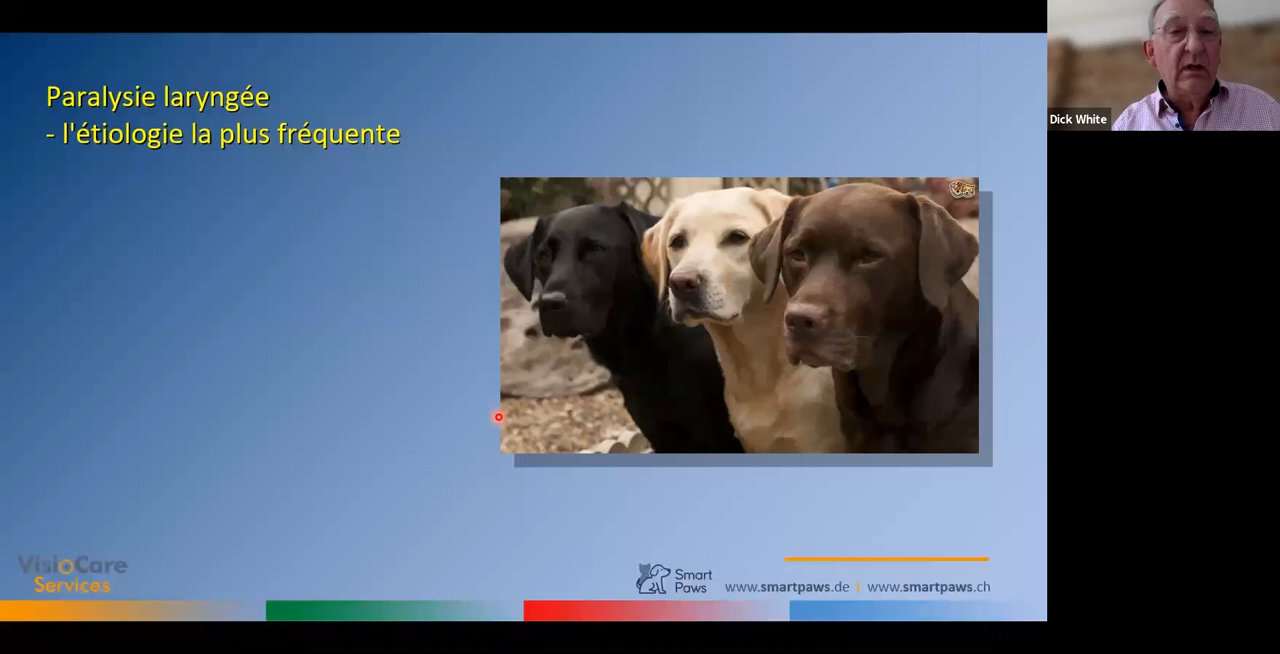 Paralysie laryngée
- l'étiologie la plus fréquente
Dick White
VisioCare
Services
Smart
Paws
www.smartpaws.de | www.smartpaws.ch